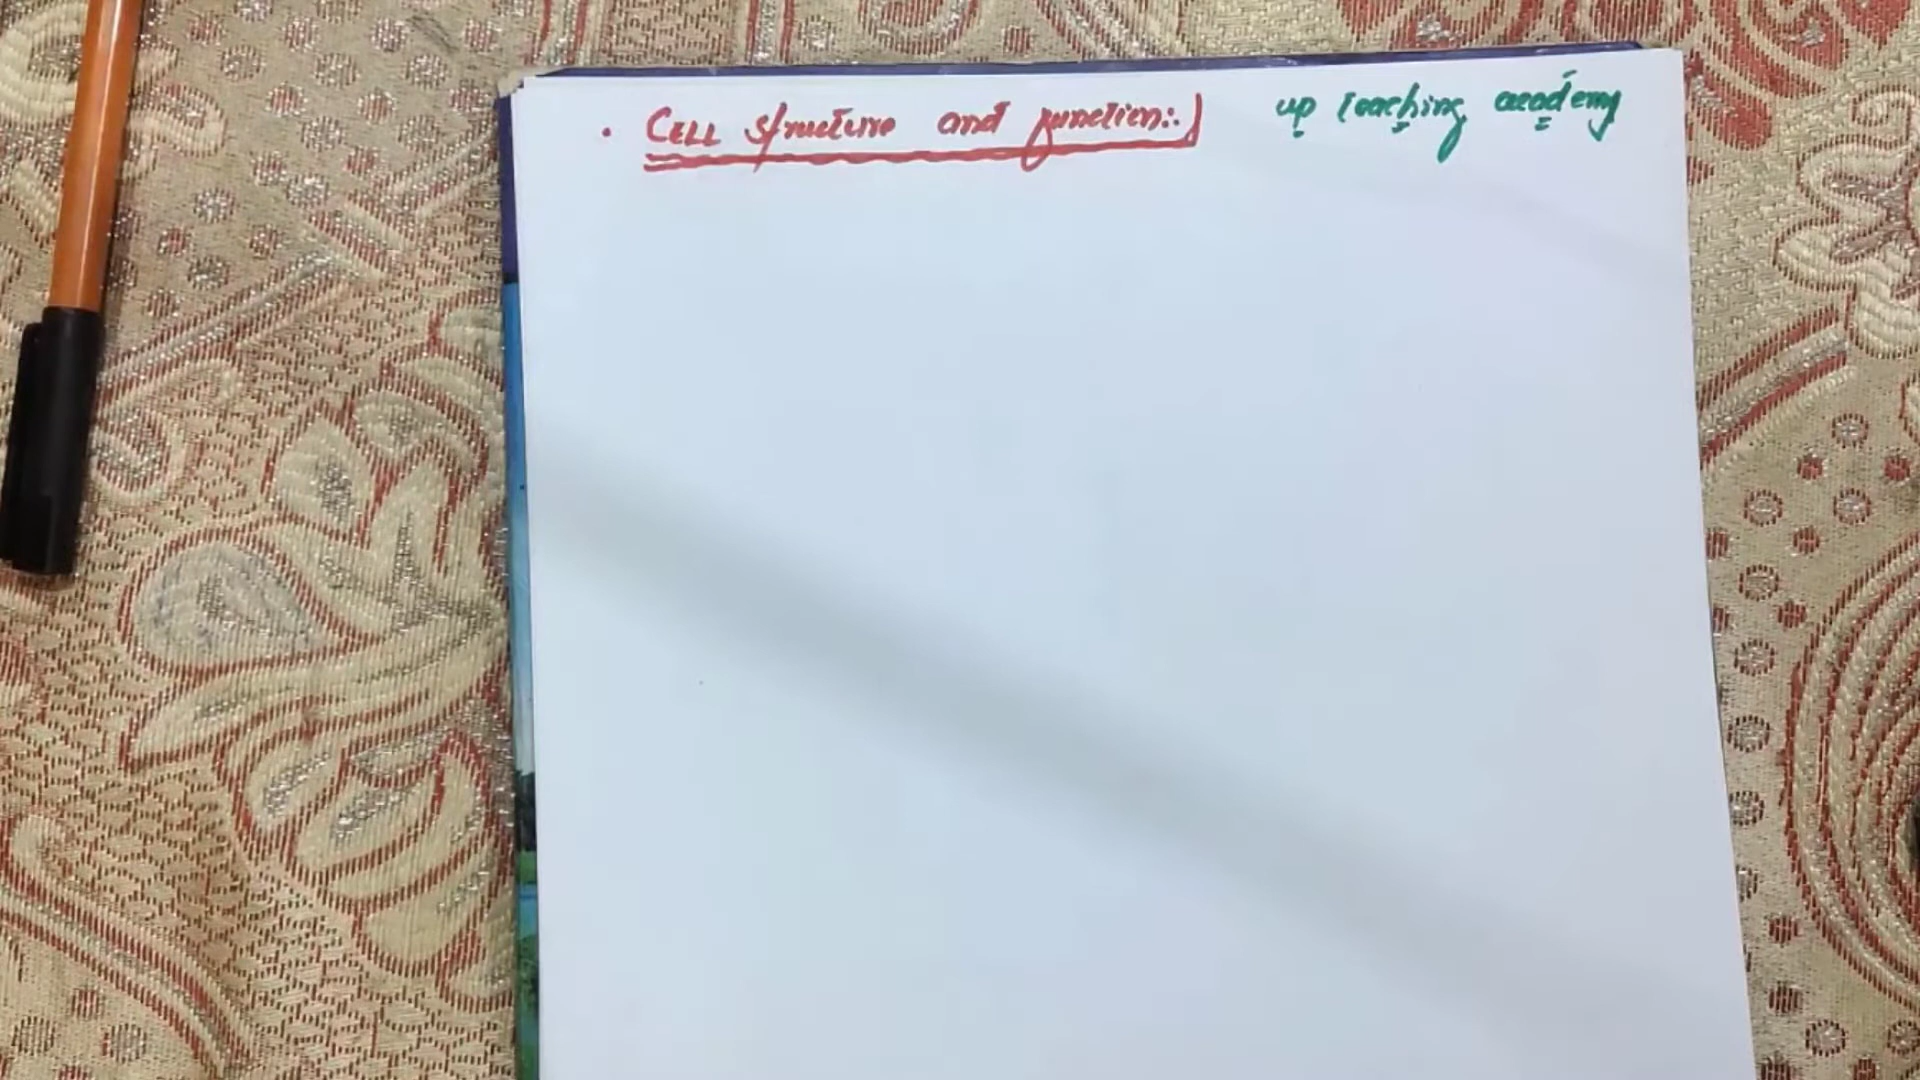 • CELL structure and function:-
up teaching academy